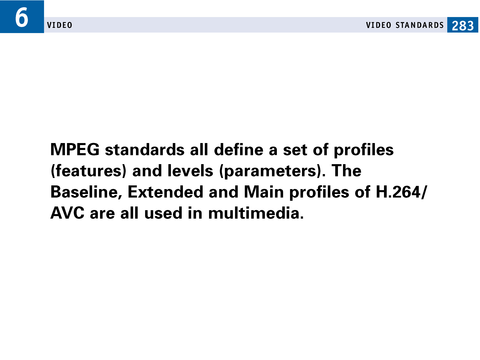 6
VIDEO
VIDEO STANDARDS 283
MPEG standards all define a set of profiles
(features) and levels (parameters). The
Baseline, Extended and Main profiles of H.264/
AVC are all used in multimedia.